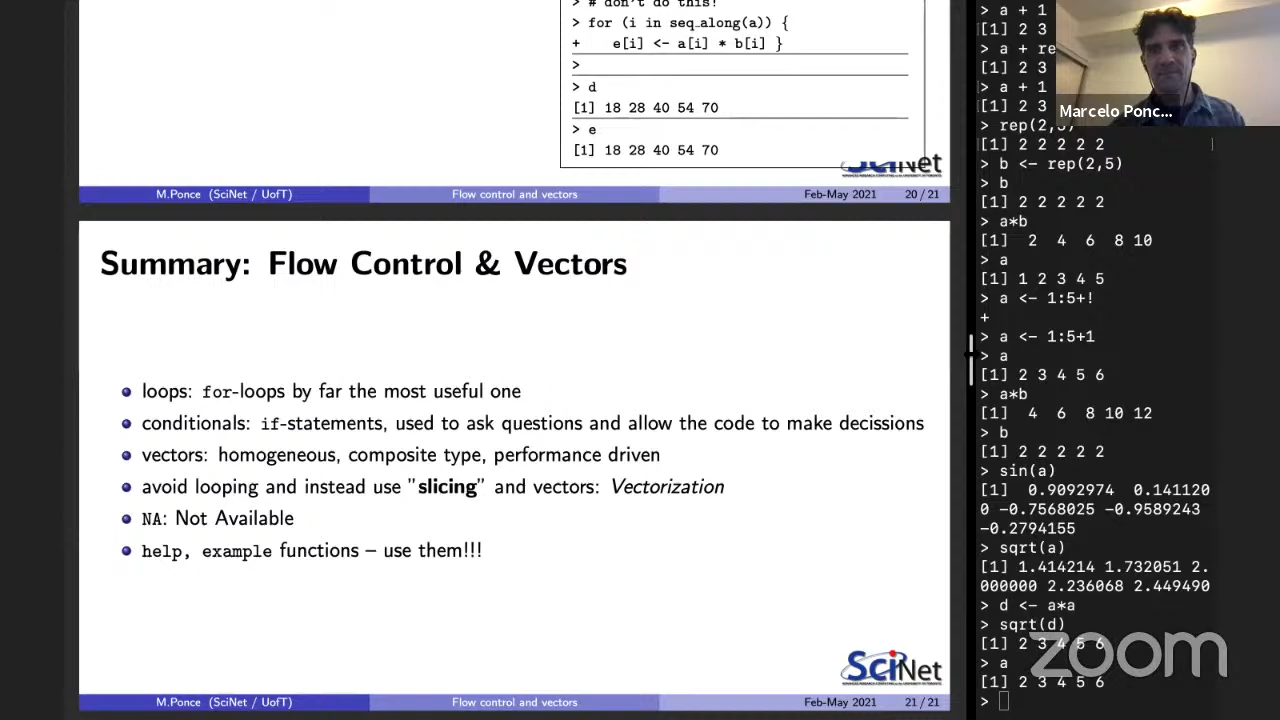 > # don't do this!
> for (i in seq_along(a)) {
+ e[i] <- a[i] * b[i] }
>
> d
[1] 18 28 40 54 70
> e
[1] 18 28 40 54 70
SciNet
M.Ponce (SciNet / UofT)
Flow control and vectors
Feb-May 2021
20 / 21
Summary: Flow Control & Vectors
loops: for-loops by far the most useful one
conditionals: if-statements, used to ask questions and allow the code to make decissions
vectors: homogeneous, composite type, performance driven
avoid looping and instead use "slicing" and vectors: Vectorization
NA: Not Available
help, example functions – use them!!!
SciNet
M.Ponce (SciNet / UofT)
Flow control and vectors
Feb-May 2021
21 / 21
> a + 1
[1] 2 3
> a + re
[1] 2 3
> a + 1
[1] 2 3
Marcelo Ponc...
> rep(2,5)
[1] 2 2 2 2 2
> b <- rep(2,5)
> b
[1] 2 2 2 2 2
> a*b
[1] 2 4 6 8 10
> a
[1] 1 2 3 4 5
> a <- 1:5+!
+
> a <- 1:5+1
> a
[1] 2 3 4 5 6
> a*b
[1] 4 6 8 10 12
> b
[1] 2 2 2 2 2
> sin(a)
[1] 0.9092974 0.141120
0 -0.7568025 -0.9589243
-0.2794155
> sqrt(a)
[1] 1.414214 1.732051 2.
000000 2.236068 2.449490
> d <- a*a
> sqrt(d)
[1] 2 3 4 5 6
> a
[1] 2 3 4 5 6
>
zoom